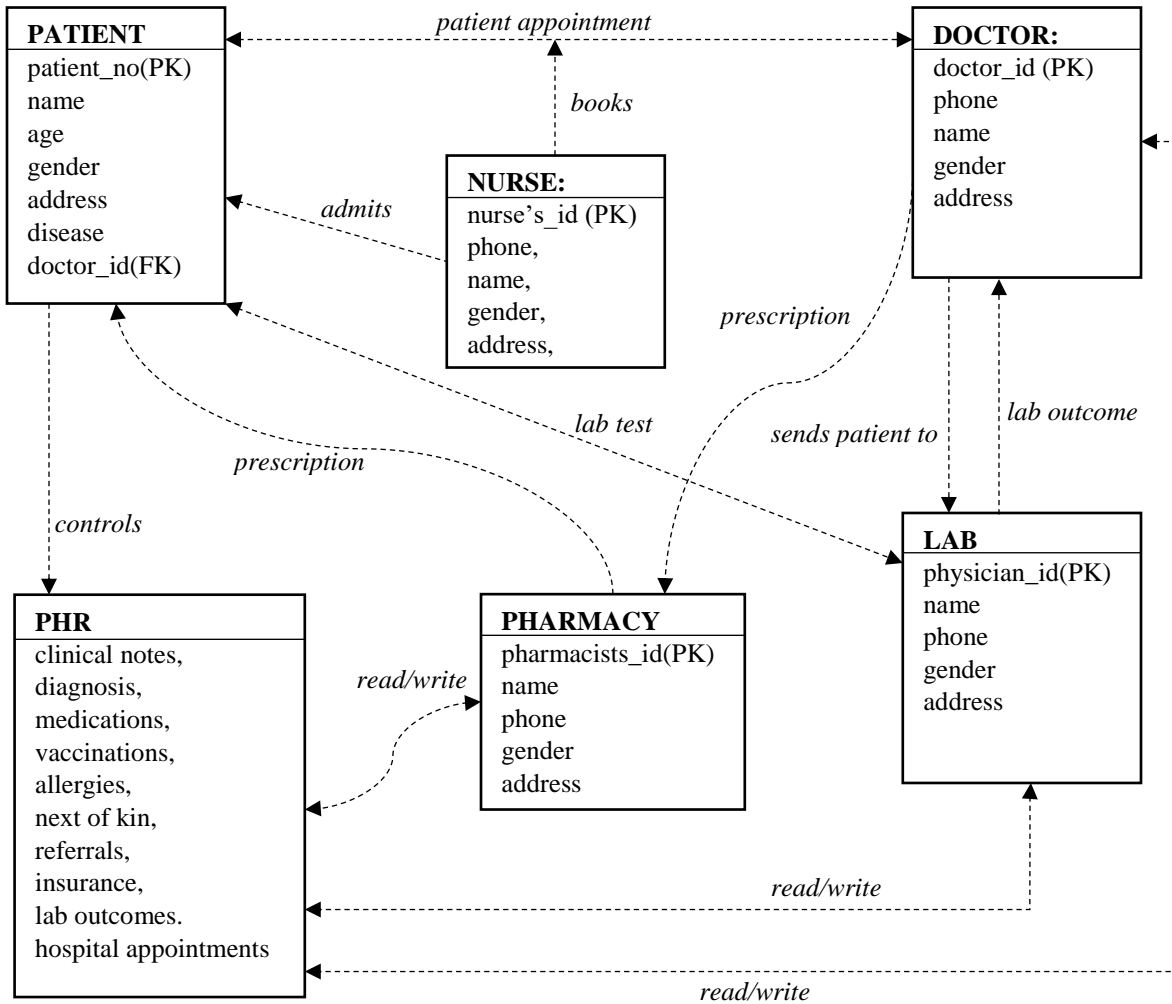 PATIENT
patient_no(PK)
name
age
gender
address
disease
doctor_id(FK)
patient appointment
books
DOCTOR:
doctor_id (PK)
phone
name
gender
address
NURSE:
nurse’s_id (PK)
phone,
name,
gender,
address,
admits
prescription
lab test
sends patient to
lab outcome
prescription
controls
PHR
clinical notes,
diagnosis,
medications,
vaccinations,
allergies,
next of kin,
referrals,
insurance,
lab outcomes.
hospital appointments
read/write
PHARMACY
pharmacists_id(PK)
name
phone
gender
address
LAB
physician_id(PK)
name
phone
gender
address
read/write
read/write